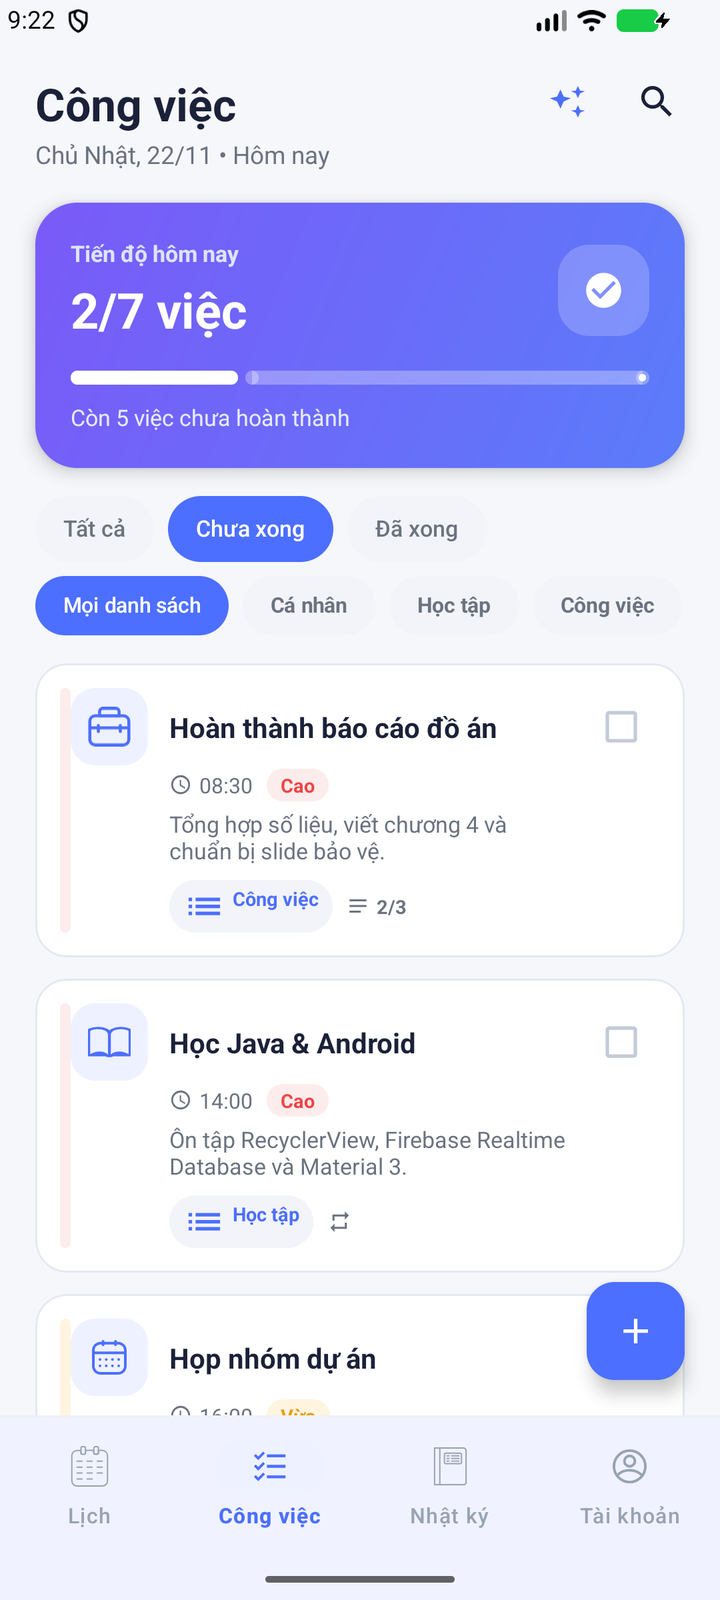 9:22
Công việc
Chủ Nhật, 22/11 • Hôm nay
Tiến độ hôm nay
2/7 việc
Còn 5 việc chưa hoàn thành
Tất cả Chưa xong Đã xong
Mọi danh sách Cá nhân Học tập Công việc
Hoàn thành báo cáo đồ án
08:30 Cao
Tổng hợp số liệu, viết chương 4 và
chuẩn bị slide bảo vệ.
Công việc 2/3
Học Java & Android
14:00 Cao
Ôn tập RecyclerView, Firebase Realtime
Database và Material 3.
Học tập
Họp nhóm dự án
16:00 Vừa
Lịch Công việc Nhật ký Tài khoản